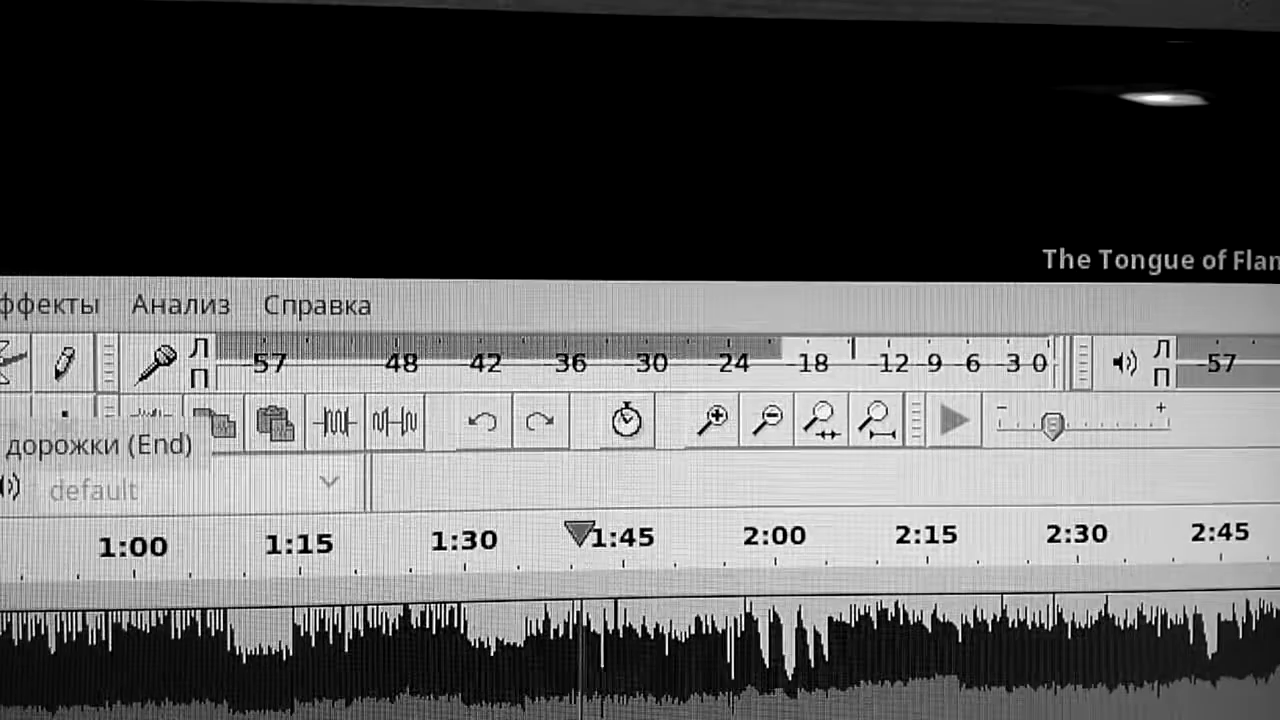 The Tongue of Flan
ффекты Анализ Справка
Л
П
-57 -48 -42 -36 -30 -24 -18 -12 -9 -6 -3 0
Л
П
-57
- +
дорожки (End)
default
1:00 1:15 1:30 1:45 2:00 2:15 2:30 2:45